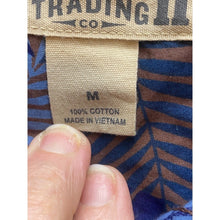 TRADING
CO
M
100% COTTON
MADE IN VIETNAM